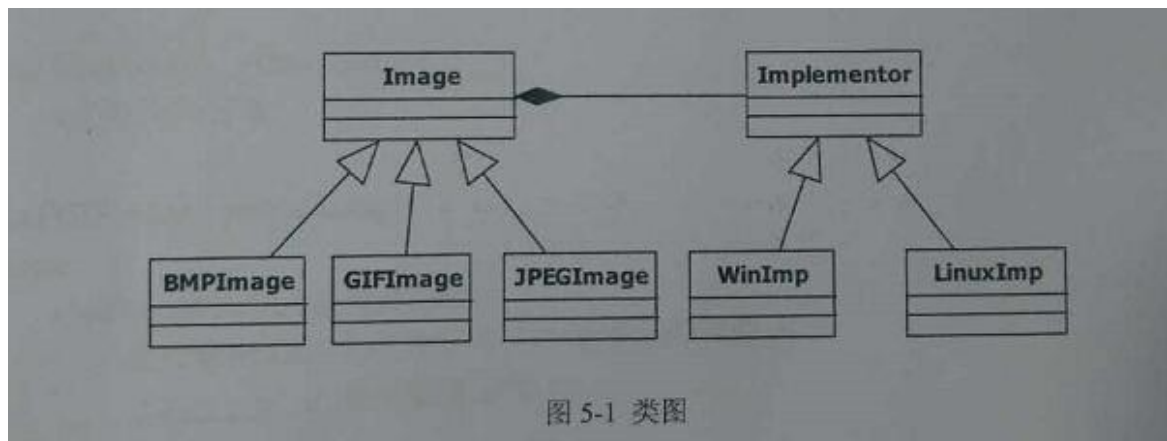 Image
Implementor
BMPImage
GIFImage
JPEGImage
WinImp
LinuxImp
图 5-1 类图